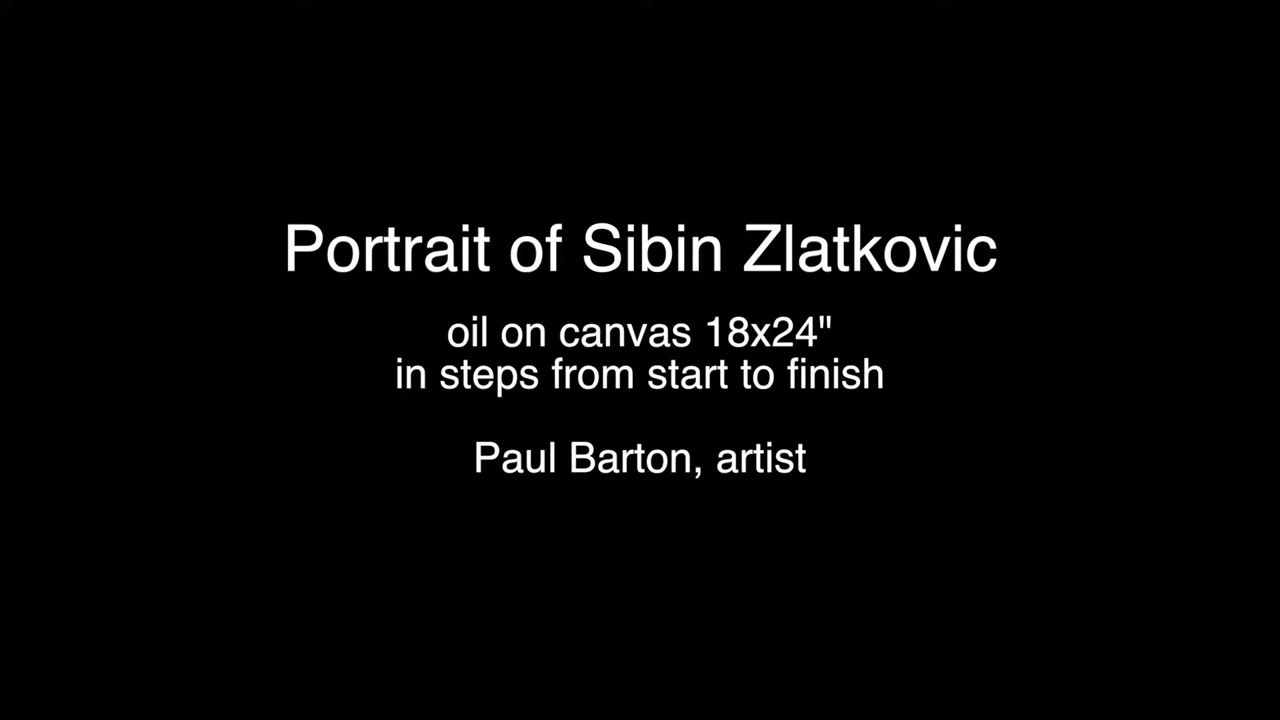 Portrait of Sibin Zlatkovic
oil on canvas 18x24"
in steps from start to finish
Paul Barton, artist